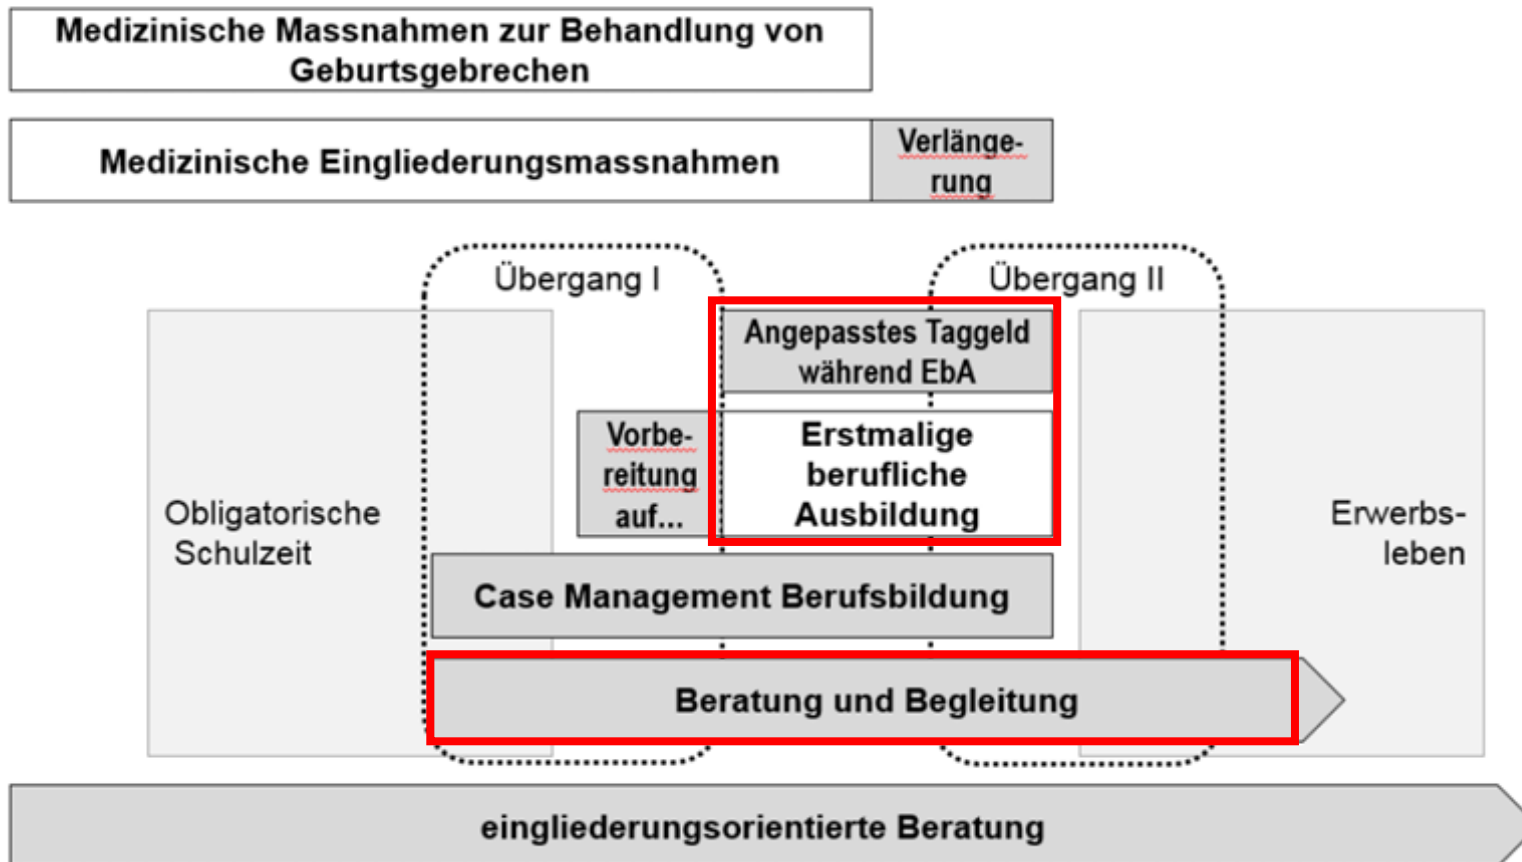 Medizinische Massnahmen zur Behandlung von
Geburtsgebrechen
Medizinische Eingliederungsmassnahmen
Verlänge-
rung
Übergang I
Übergang II
Angepasstes Taggeld
während EbA
Vorbe-
reitung
auf...
Erstmalige
berufliche
Ausbildung
Obligatorische
Schulzeit
Erwerbs-
leben
Case Management Berufsbildung
Beratung und Begleitung
eingliederungsorientierte Beratung